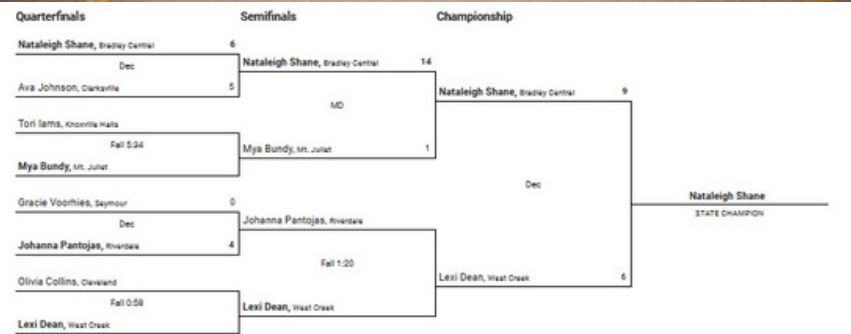 Quarterfinals
Semifinals
Championship
Nataleigh Shane, Bradley Central 6
Dec
Ava Johnson, Clarksville 5
Tori Iams, Knoxville Halls
Fall 5:34
Mya Bundy, Mt. Juliet
Gracie Voorhies, Seymour 0
Dec
Johanna Pantojas, Riverdale 4
Olivia Collins, Cleveland
Fall 0:58
Lexi Dean, West Creek
Nataleigh Shane, Bradley Central 14
MD
Mya Bundy, Mt. Juliet 1
Johanna Pantojas, Riverdale
Fall 1:20
Lexi Dean, West Creek
Nataleigh Shane, Bradley Central 9
Dec
Lexi Dean, West Creek 6
Nataleigh Shane
STATE CHAMPION